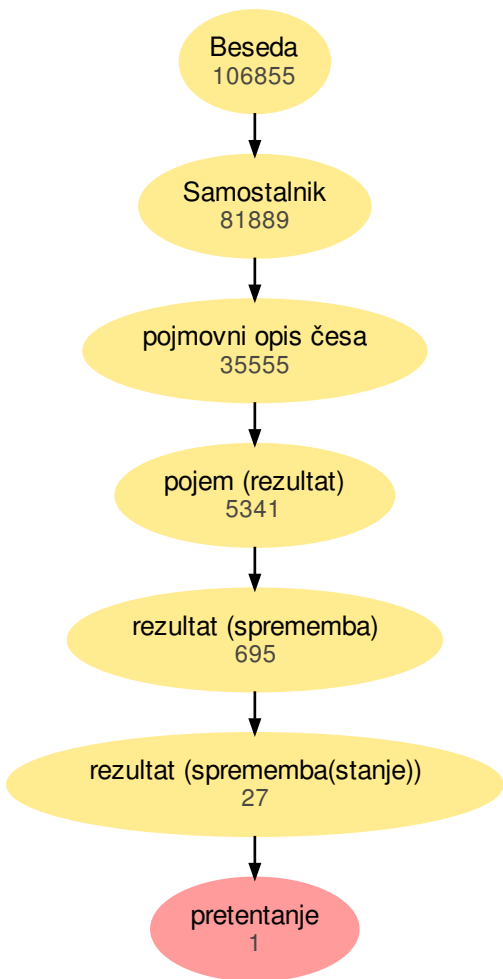 Beseda
106855
Samostalnik
81889
pojmovni opis česa
35555
pojem (rezultat)
5341
rezultat (sprememba)
695
rezultat (sprememba(stanje))
27
pretentanje
1